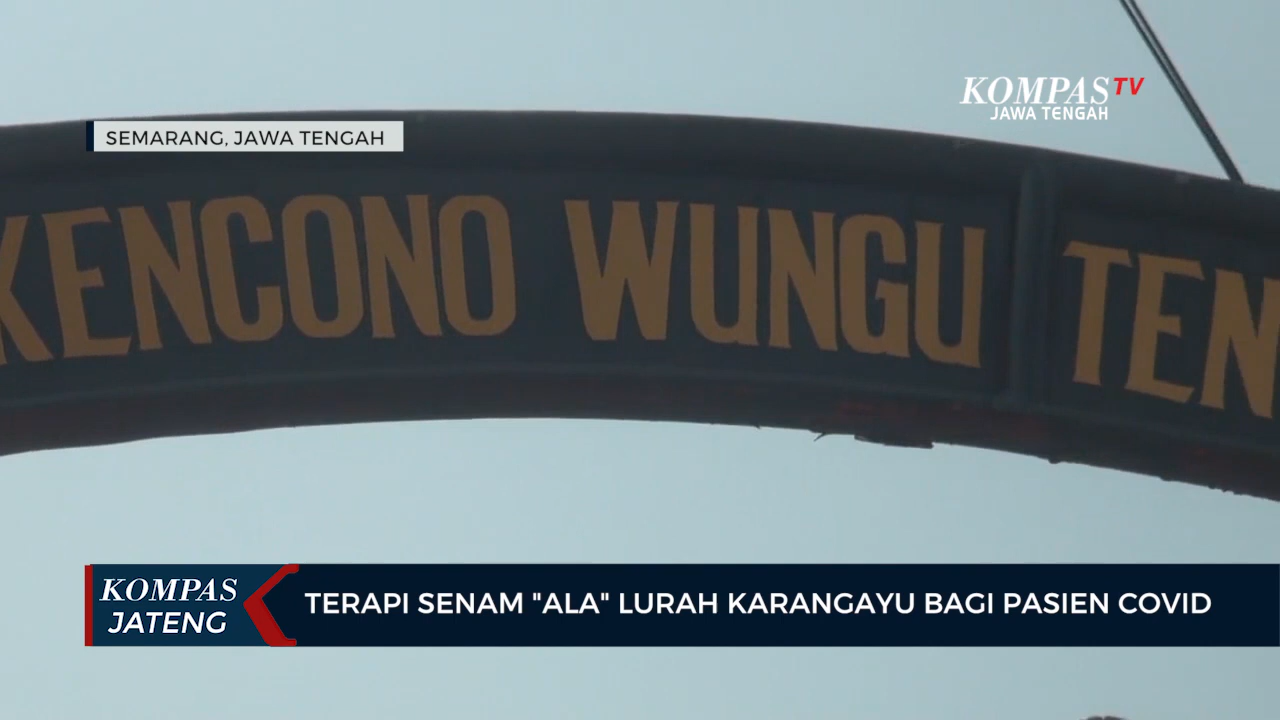 KOMPAS TV
JAWA TENGAH
SEMARANG, JAWA TENGAH
KENCONO WUNGU TEN
KOMPAS
JATENG
TERAPI SENAM "ALA" LURAH KARANGAYU BAGI PASIEN COVID